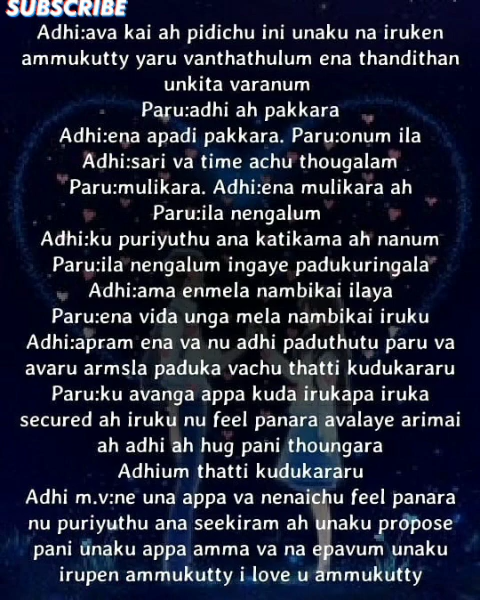 SUBSCRIBE
Adhi:ava kai ah pidichu ini unaku na iruken
ammukutty yaru vanthathulum ena thandithan
unkita varanum
Paru:adhi ah pakkara
Adhi:ena apadi pakkara. Paru:onum ila
Adhi:sari va time achu thougalam
Paru:mulikara. Adhi:ena mulikara ah
Paru:ila nengalum
Adhi:ku puriyuthu ana katikama ah nanum
Paru:ila nengalum ingaye padukuringala
Adhi:ama enmela nambikai ilaya
Paru:ena vida unga mela nambikai iruku
Adhi:apram ena va nu adhi paduthutu paru va
avaru armsla paduka vachu thatti kudukararu
Paru:ku avanga appa kuda irukapa iruka
secured ah iruku nu feel panara avalaye arimai
ah adhi ah hug pani thoungara
Adhium thatti kudukararu
Adhi m.v:ne una appa va nenaichu feel panara
nu puriyuthu ana seekiram ah unaku propose
pani unaku appa amma va na epavum unaku
irupen ammukutty i love u ammukutty